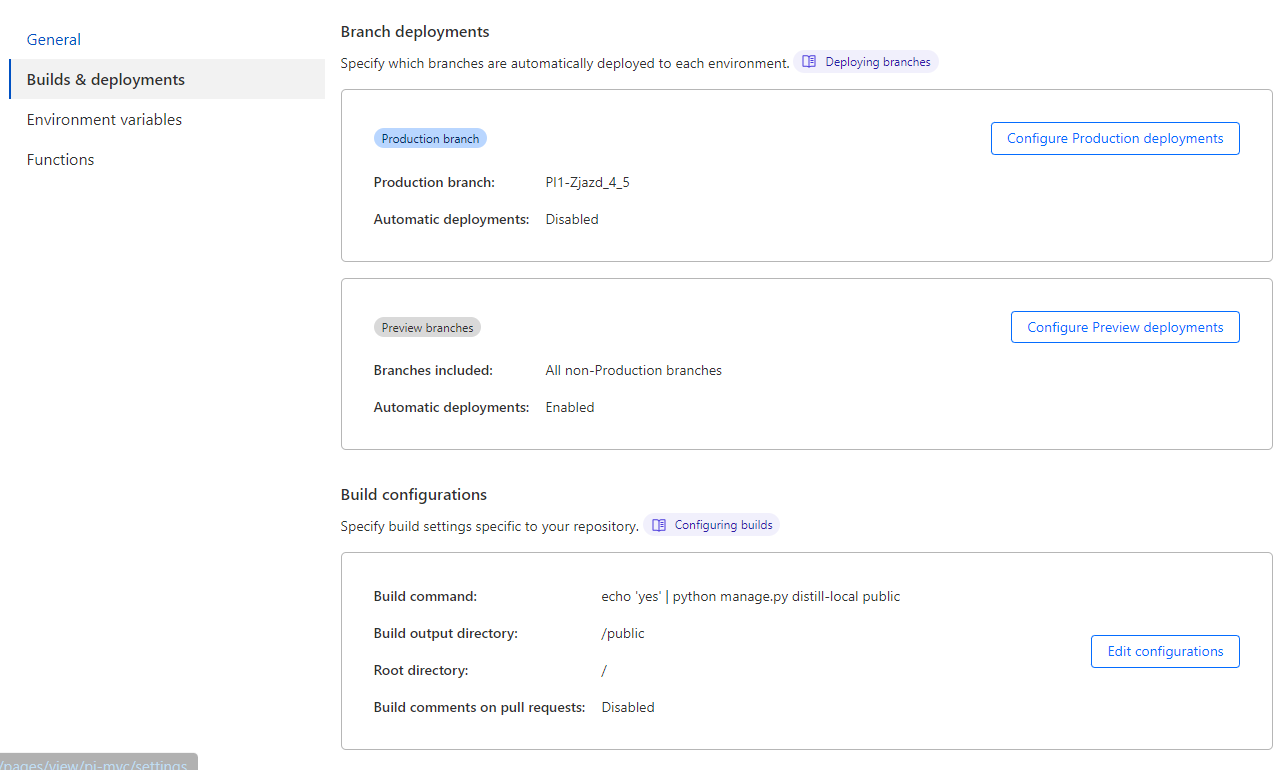 General
Builds & deployments
Environment variables
Functions
Branch deployments
Specify which branches are automatically deployed to each environment. Deploying branches
Production branch
Configure Production deployments
Production branch: PI1-Zjazd_4_5
Automatic deployments: Disabled
Preview branches
Configure Preview deployments
Branches included: All non-Production branches
Automatic deployments: Enabled
Build configurations
Specify build settings specific to your repository. Configuring builds
Build command: echo 'yes' | python manage.py distill-local public
Build output directory: /public
Root directory: /
Build comments on pull requests: Disabled
Edit configurations
/pages/view/pi-mvc/settings